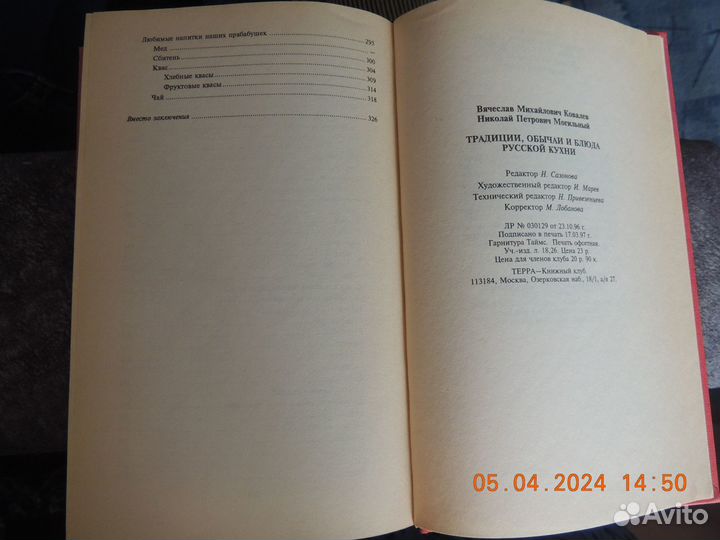 Любимые напитки наших прабабушек 295
Мед —
Сбитень 300
Квас 304
Хлебные квасы 309
Фруктовые квасы 314
Чай 318
Вместо заключения 326
Вячеслав Михайлович Ковалев
Николай Петрович Могильный
ТРАДИЦИИ, ОБЫЧАИ И БЛЮДА
РУССКОЙ КУХНИ
Редактор Н. Сазонова
Художественный редактор И. Марев
Технический редактор Н. Привезенцева
Корректор М. Лобанова
ЛР № 030129 от 23.10.96 г.
Подписано в печать 17.03.97 г.
Гарнитура Таймс. Печать офсетная.
Уч.-изд. л. 18,26. Цена 23 р.
Цена для членов клуба 20 р. 90 к.
ТЕРРА—Книжный клуб.
113184, Москва, Озерковская наб., 18/1, а/я 27.
05.04.2024 14:50
Avito